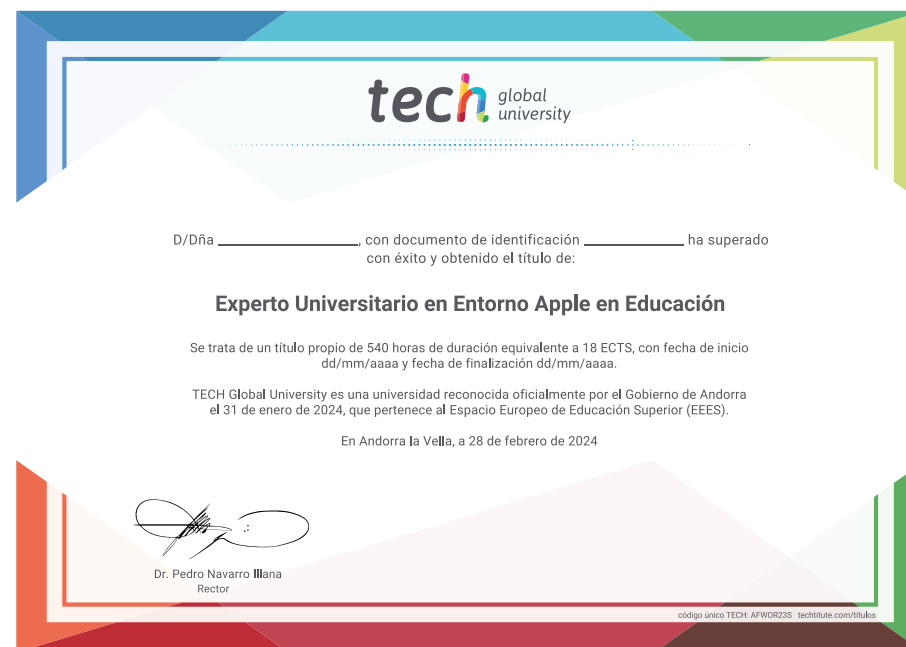 tech global university
D/Dña ______________, con documento de identificación __________ ha superado
con éxito y obtenido el título de:
Experto Universitario en Entorno Apple en Educación
Se trata de un título propio de 540 horas de duración equivalente a 18 ECTS, con fecha de inicio
dd/mm/aaaa y fecha de finalización dd/mm/aaaa.
TECH Global University es una universidad reconocida oficialmente por el Gobierno de Andorra
el 31 de enero de 2024, que pertenece al Espacio Europeo de Educación Superior (EEES).
En Andorra la Vella, a 28 de febrero de 2024
Dr. Pedro Navarro Illana
Rector
código único TECH: AFWOR23S techtitute.com/titulos